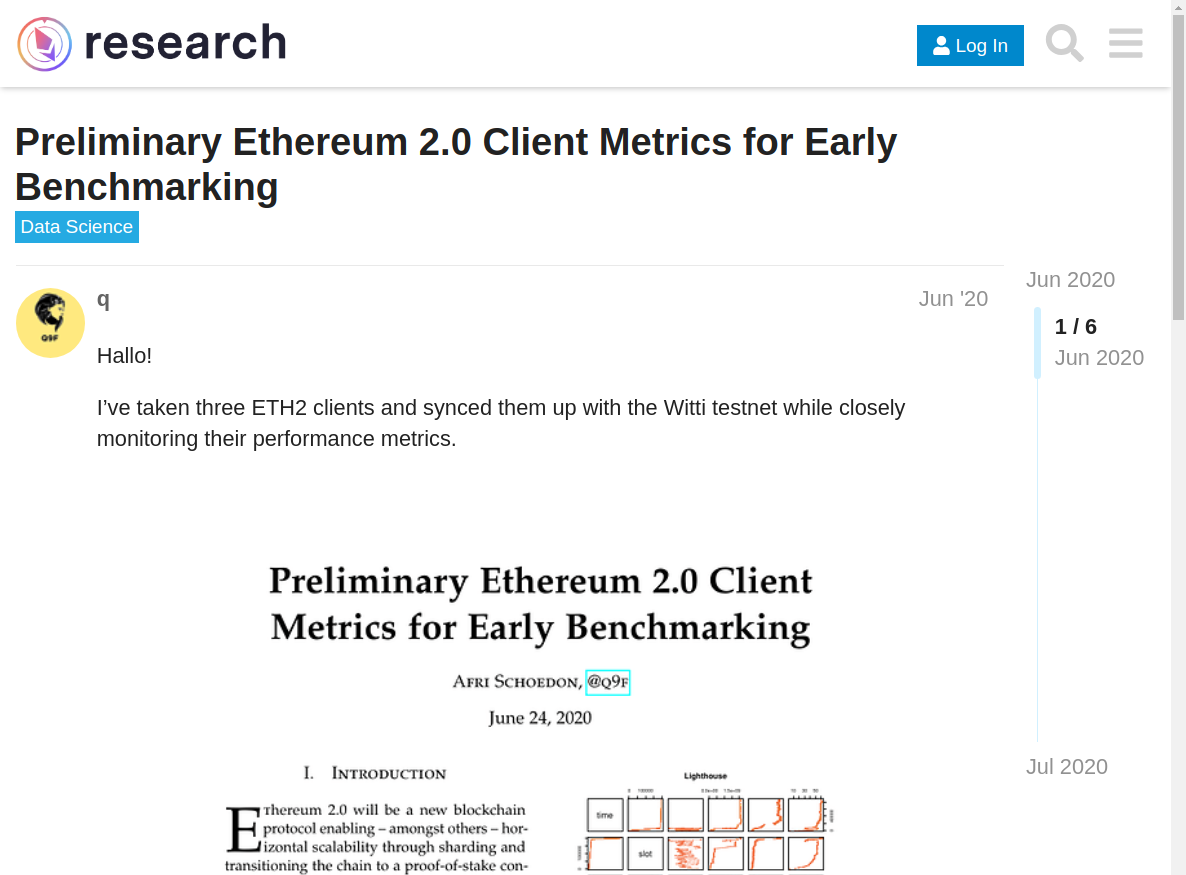 research
Log In
Preliminary Ethereum 2.0 Client Metrics for Early
Benchmarking
Data Science
Jun 2020
Q9F
q
Jun '20
1 / 6
Jun 2020
Hallo!
I’ve taken three ETH2 clients and synced them up with the Witti testnet while closely
monitoring their performance metrics.
Preliminary Ethereum 2.0 Client
Metrics for Early Benchmarking
Afri Schoedon, @q9f
June 24, 2020
Jul 2020
I. Introduction
Ethereum 2.0 will be a new blockchain
protocol enabling – amongst others – hor-
izontal scalability through sharding and
transitioning the chain to a proof-of-stake con-
Lighthouse
time
slot